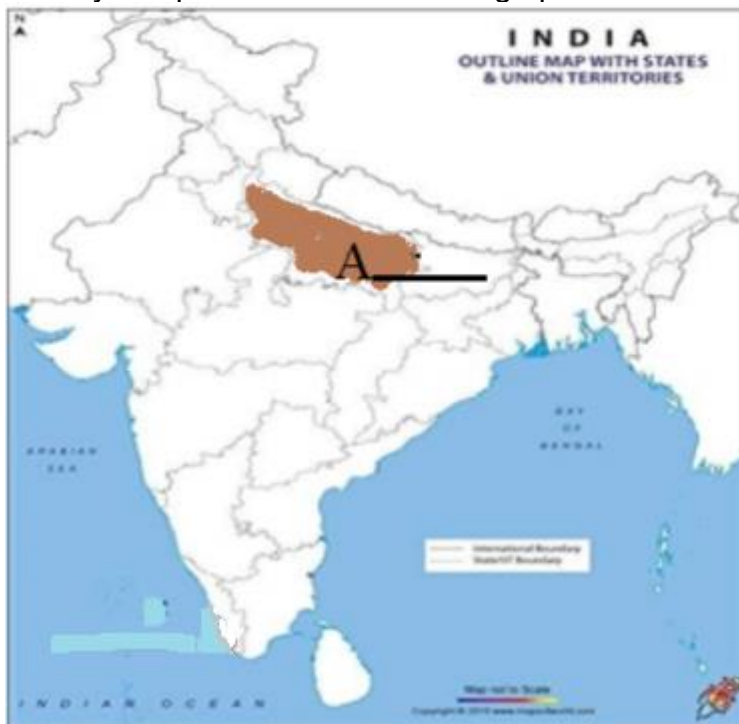 N
INDIA
OUTLINE MAP WITH STATES
& UNION TERRITORIES
A
ARABIAN
SEA
BAY
OF
BENGAL
International Boundary
State/UT Boundary
Map not to Scale
INDIAN OCEAN